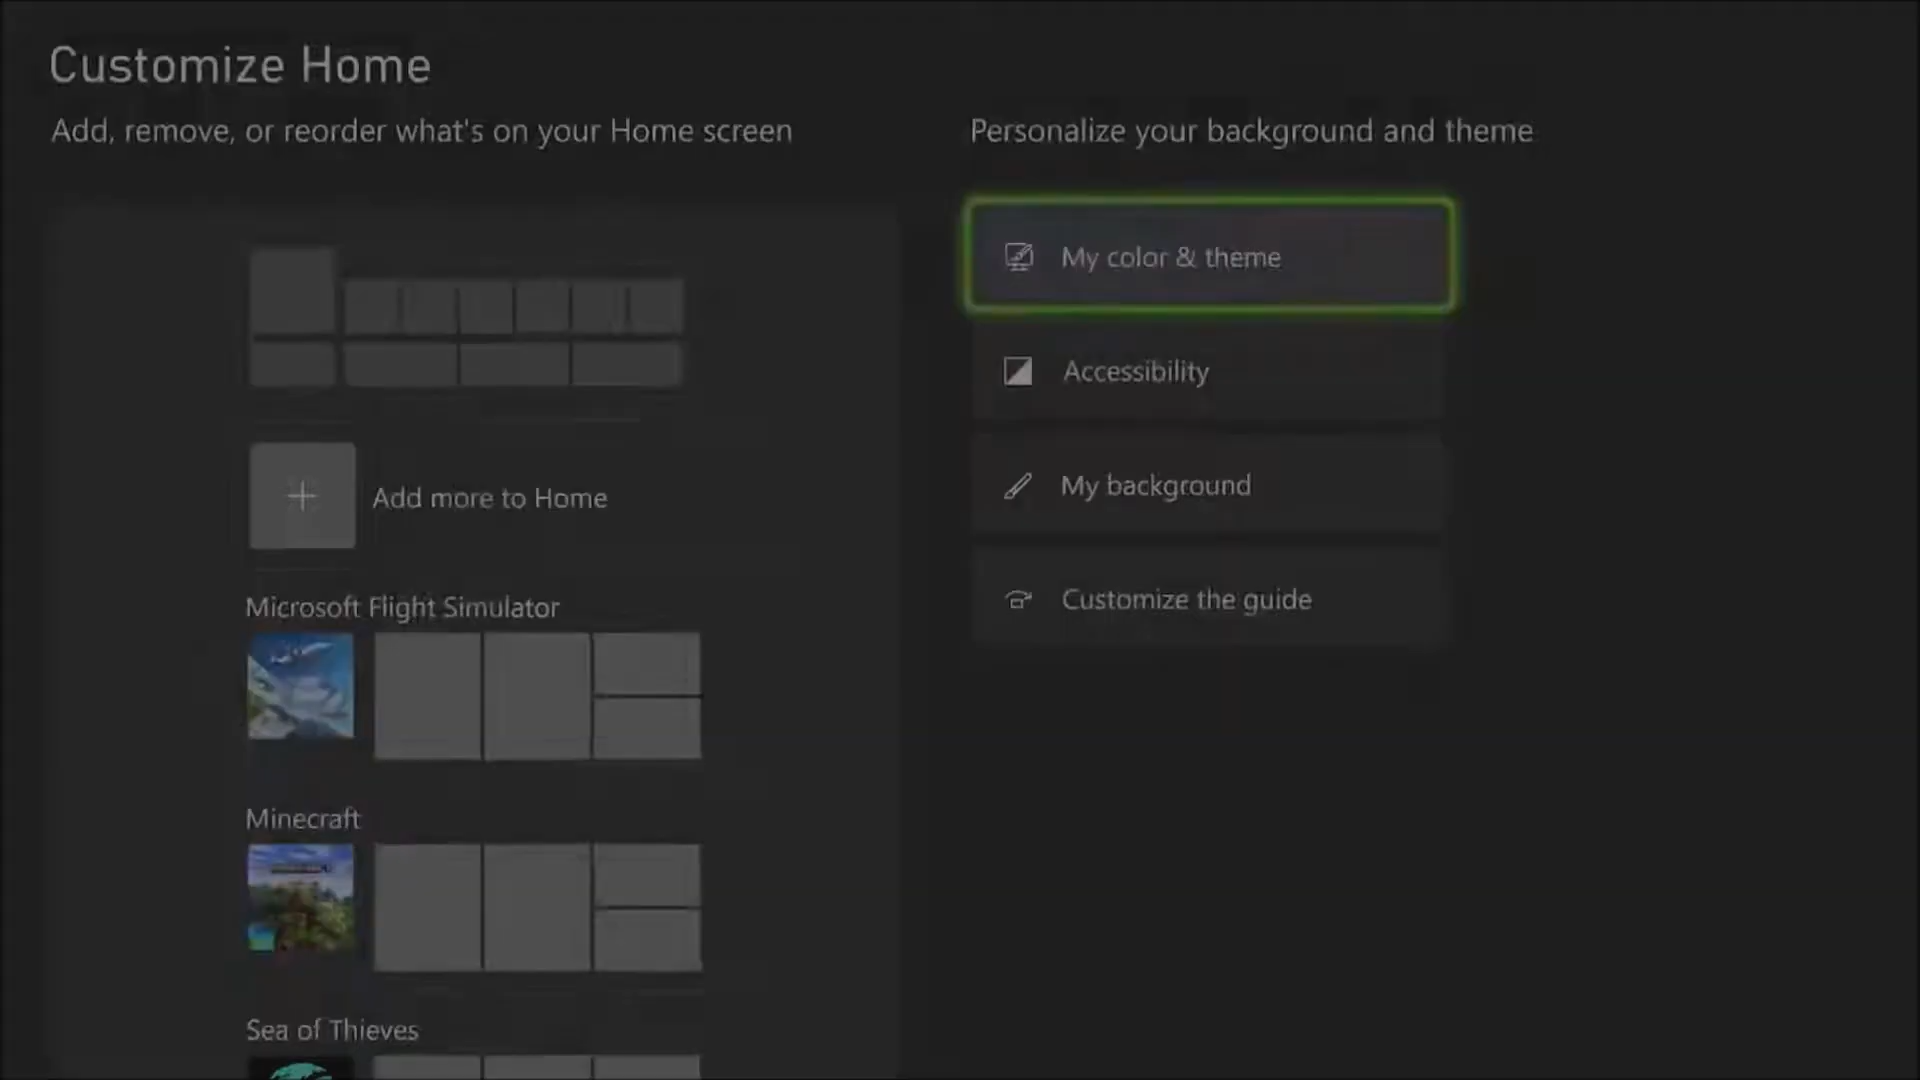 Customize Home
Add, remove, or reorder what's on your Home screen
Add more to Home
Microsoft Flight Simulator
Minecraft
Sea of Thieves
Personalize your background and theme
My color & theme
Accessibility
My background
Customize the guide